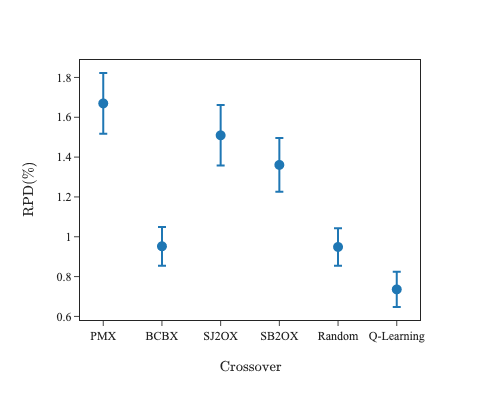 1.8
1.6
1.4
1.2
1
0.8
0.6
RPD(%)
PMX BCBX SJ2OX SB2OX Random Q-Learning
Crossover